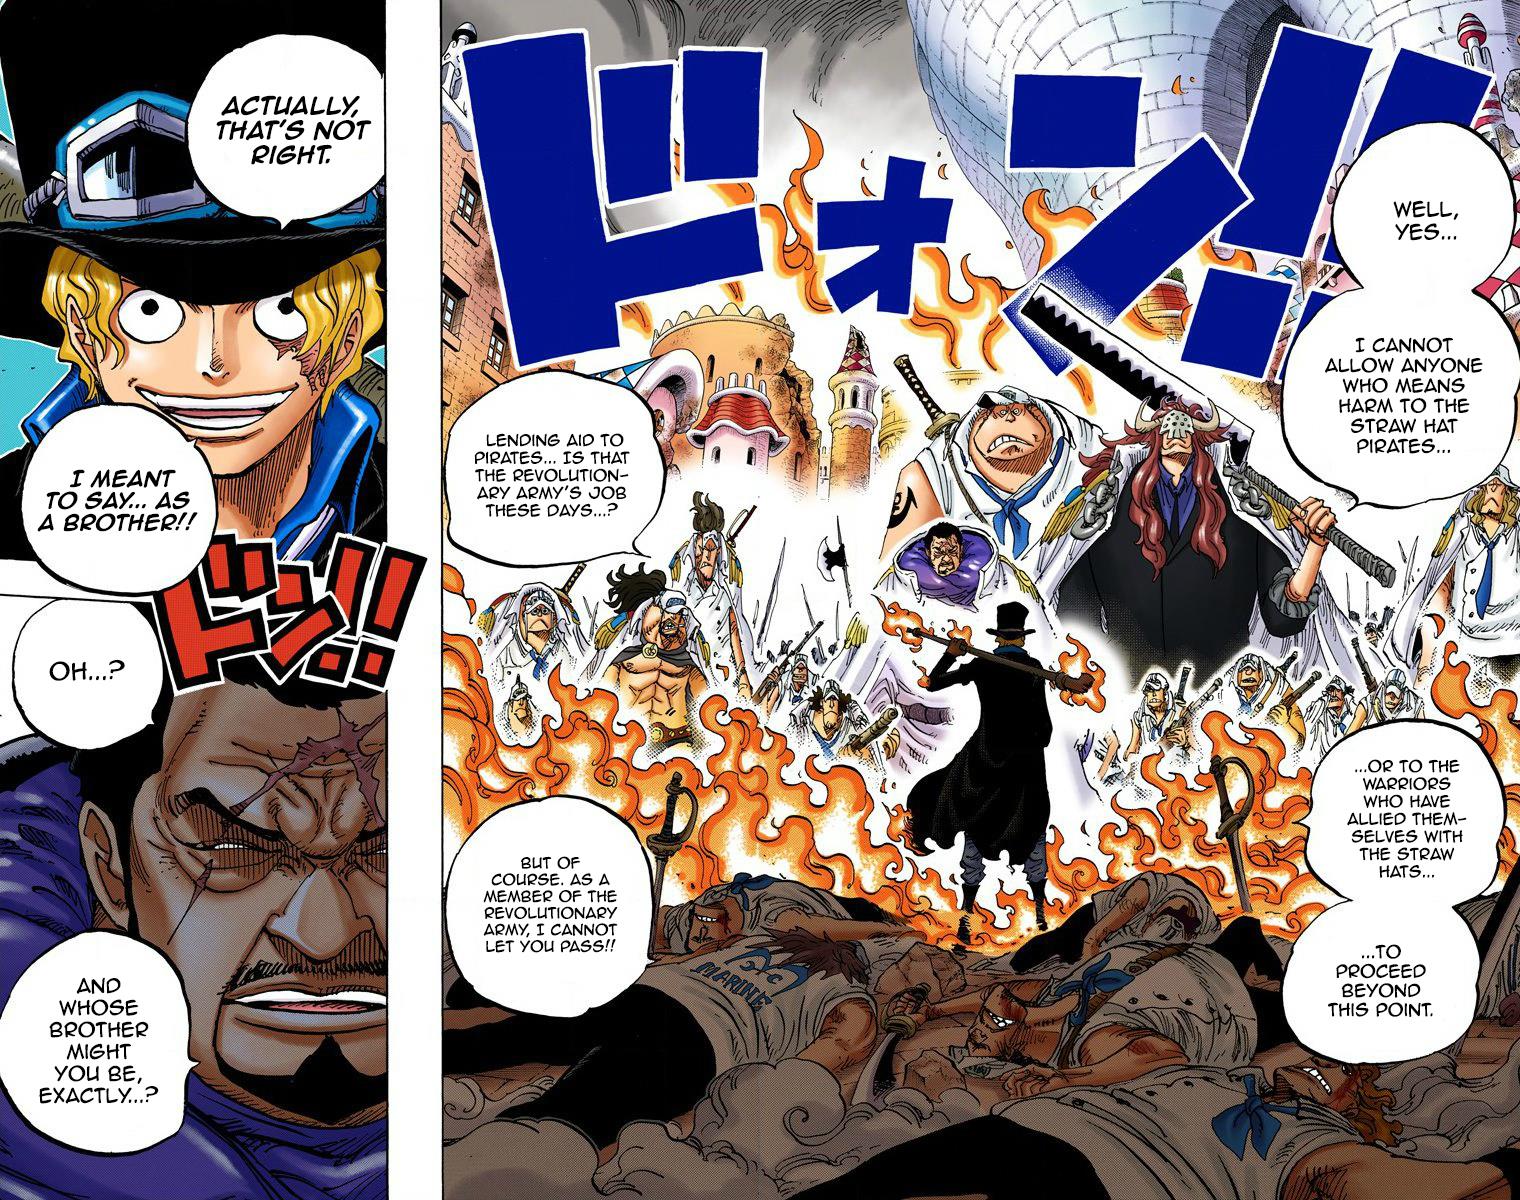 ドォン!!
WELL,
YES...
I CANNOT
ALLOW ANYONE
WHO MEANS
HARM TO THE
STRAW HAT
PIRATES...
...OR TO THE
WARRIORS
WHO HAVE
ALLIED THEM-
SELVES WITH
THE STRAW
HATS...
...TO
PROCEED
BEYOND
THIS POINT.
LENDING AID TO
PIRATES... IS THAT
THE REVOLUTION-
ARY ARMY'S JOB
THESE DAYS...?
BUT OF
COURSE. AS A
MEMBER OF THE
REVOLUTIONARY
ARMY, I CANNOT
LET YOU PASS!!
MARINE
ACTUALLY,
THAT'S NOT
RIGHT.
I MEANT
TO SAY... AS
A BROTHER!!
ドン!!
OH...?
AND
WHOSE
BROTHER
MIGHT
YOU BE,
EXACTLY...?